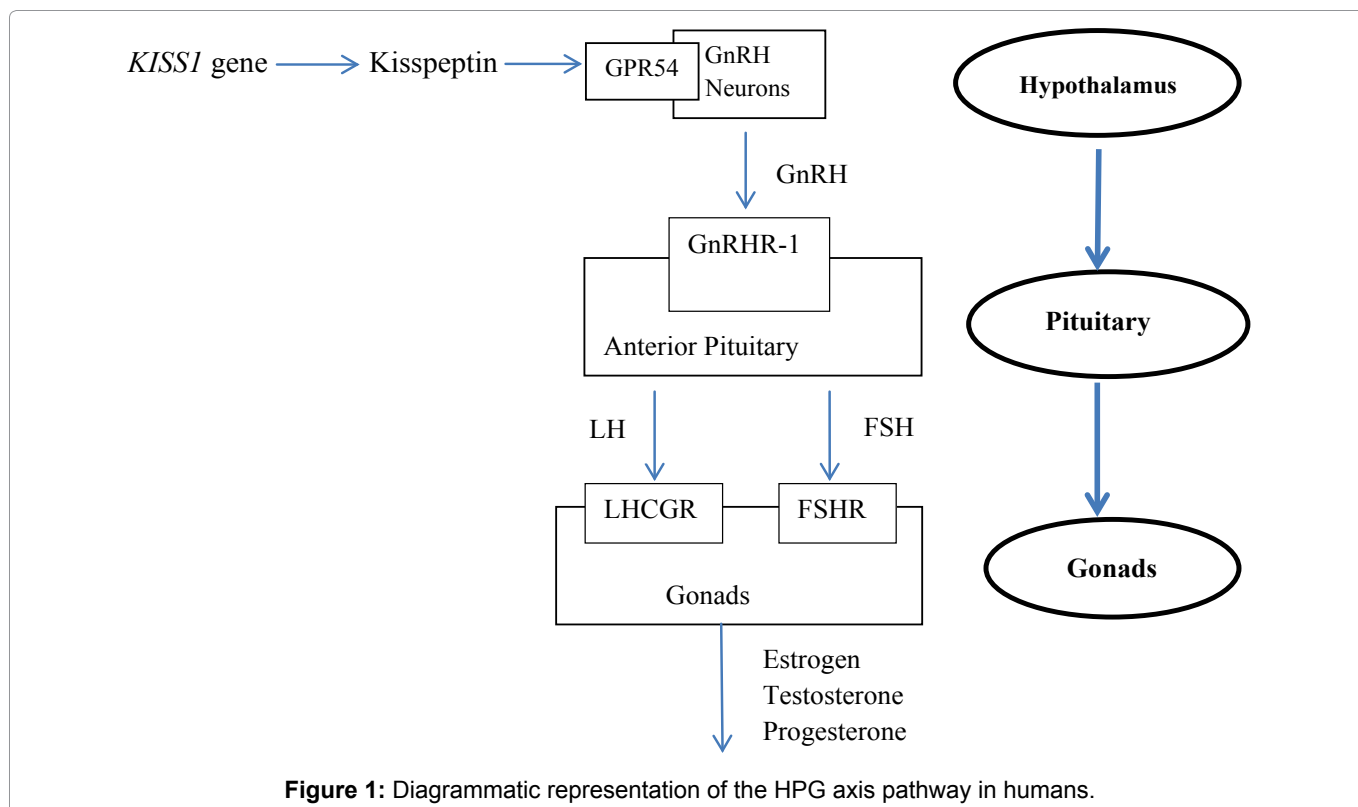 KISS1 gene
Kisspeptin
GPR54
GnRH
Neurons
Hypothalamus
GnRH
GnRHR-1
Anterior Pituitary
Pituitary
LH
FSH
LHCGR
FSHR
Gonads
Gonads
Estrogen
Testosterone
Progesterone
Figure 1: Diagrammatic representation of the HPG axis pathway in humans.